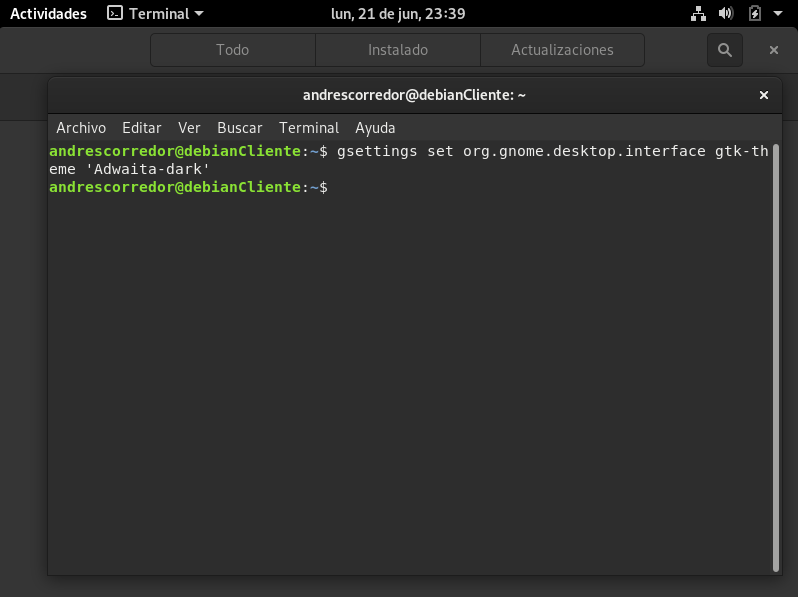 Actividades Terminal lun, 21 de jun, 23:39
Todo Instalado Actualizaciones
andrescorredor@debianCliente: ~
Archivo Editar Ver Buscar Terminal Ayuda
andrescorredor@debianCliente:~$ gsettings set org.gnome.desktop.interface gtk-th
eme 'Adwaita-dark'
andrescorredor@debianCliente:~$